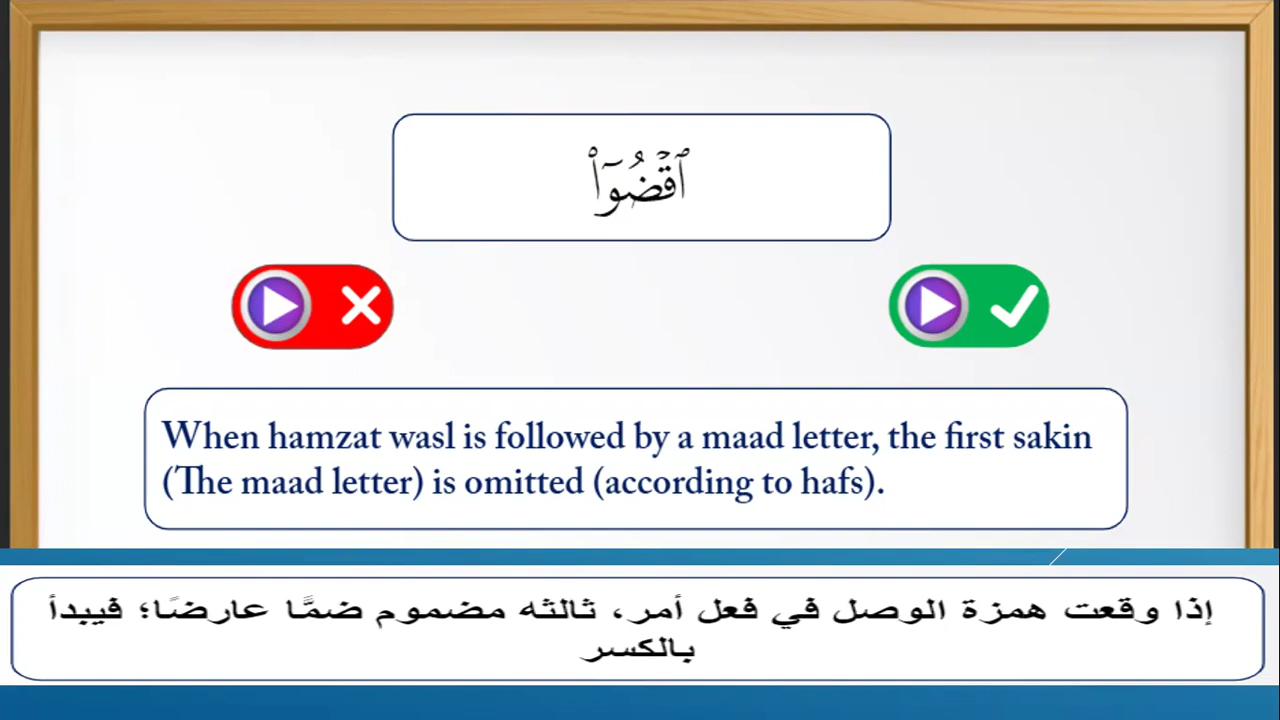 ٱقۡضُوٓاْ
When hamzat wasl is followed by a maad letter, the first sakin
(The maad letter) is omitted (according to hafs).
إذا وقعت همزة الوصل في فعل أمر، ثالثه مضموم ضمًّا عارضًا؛ فيبدأ
بالكسر